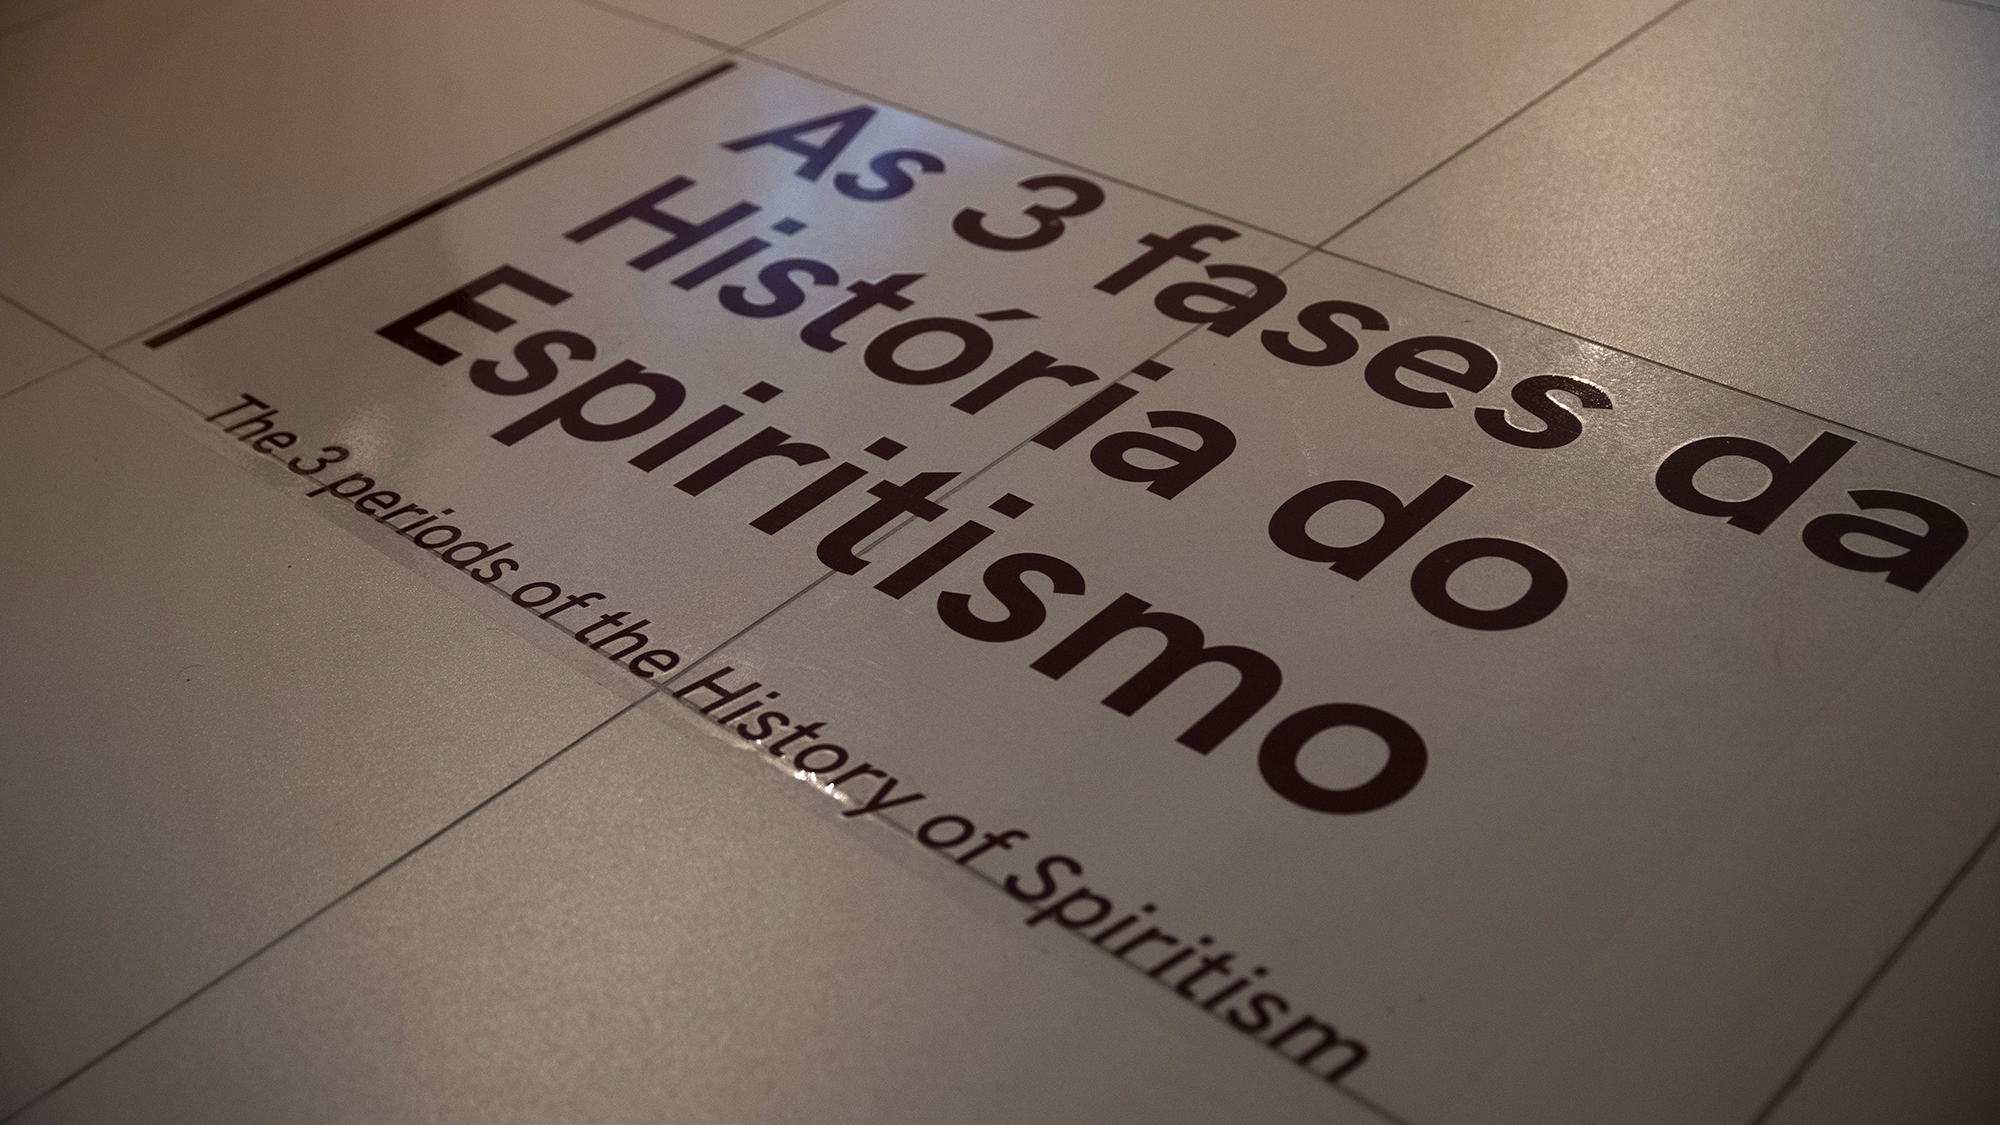 As 3 fases da
História do
Espiritismo
The 3 periods of the History of Spiritism